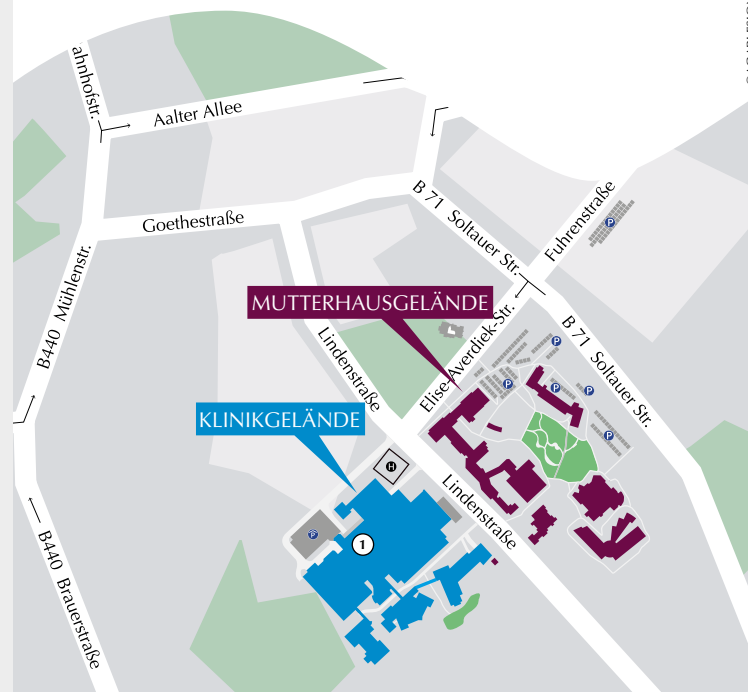 ahnhofstr.
Aalter Allee
B 71 Soltauer Str.
Goethestraße
Fuhrenstraße
P
B440 Mühlenstr.
MUTTERHAUSGELÄNDE
Elise-Averdiek-Str.
Lindenstraße
B 71 Soltauer Str.
P
P
P
P
P
KLINIKGELÄNDE
H
Lindenstraße
P
1
B440 Brauerstraße